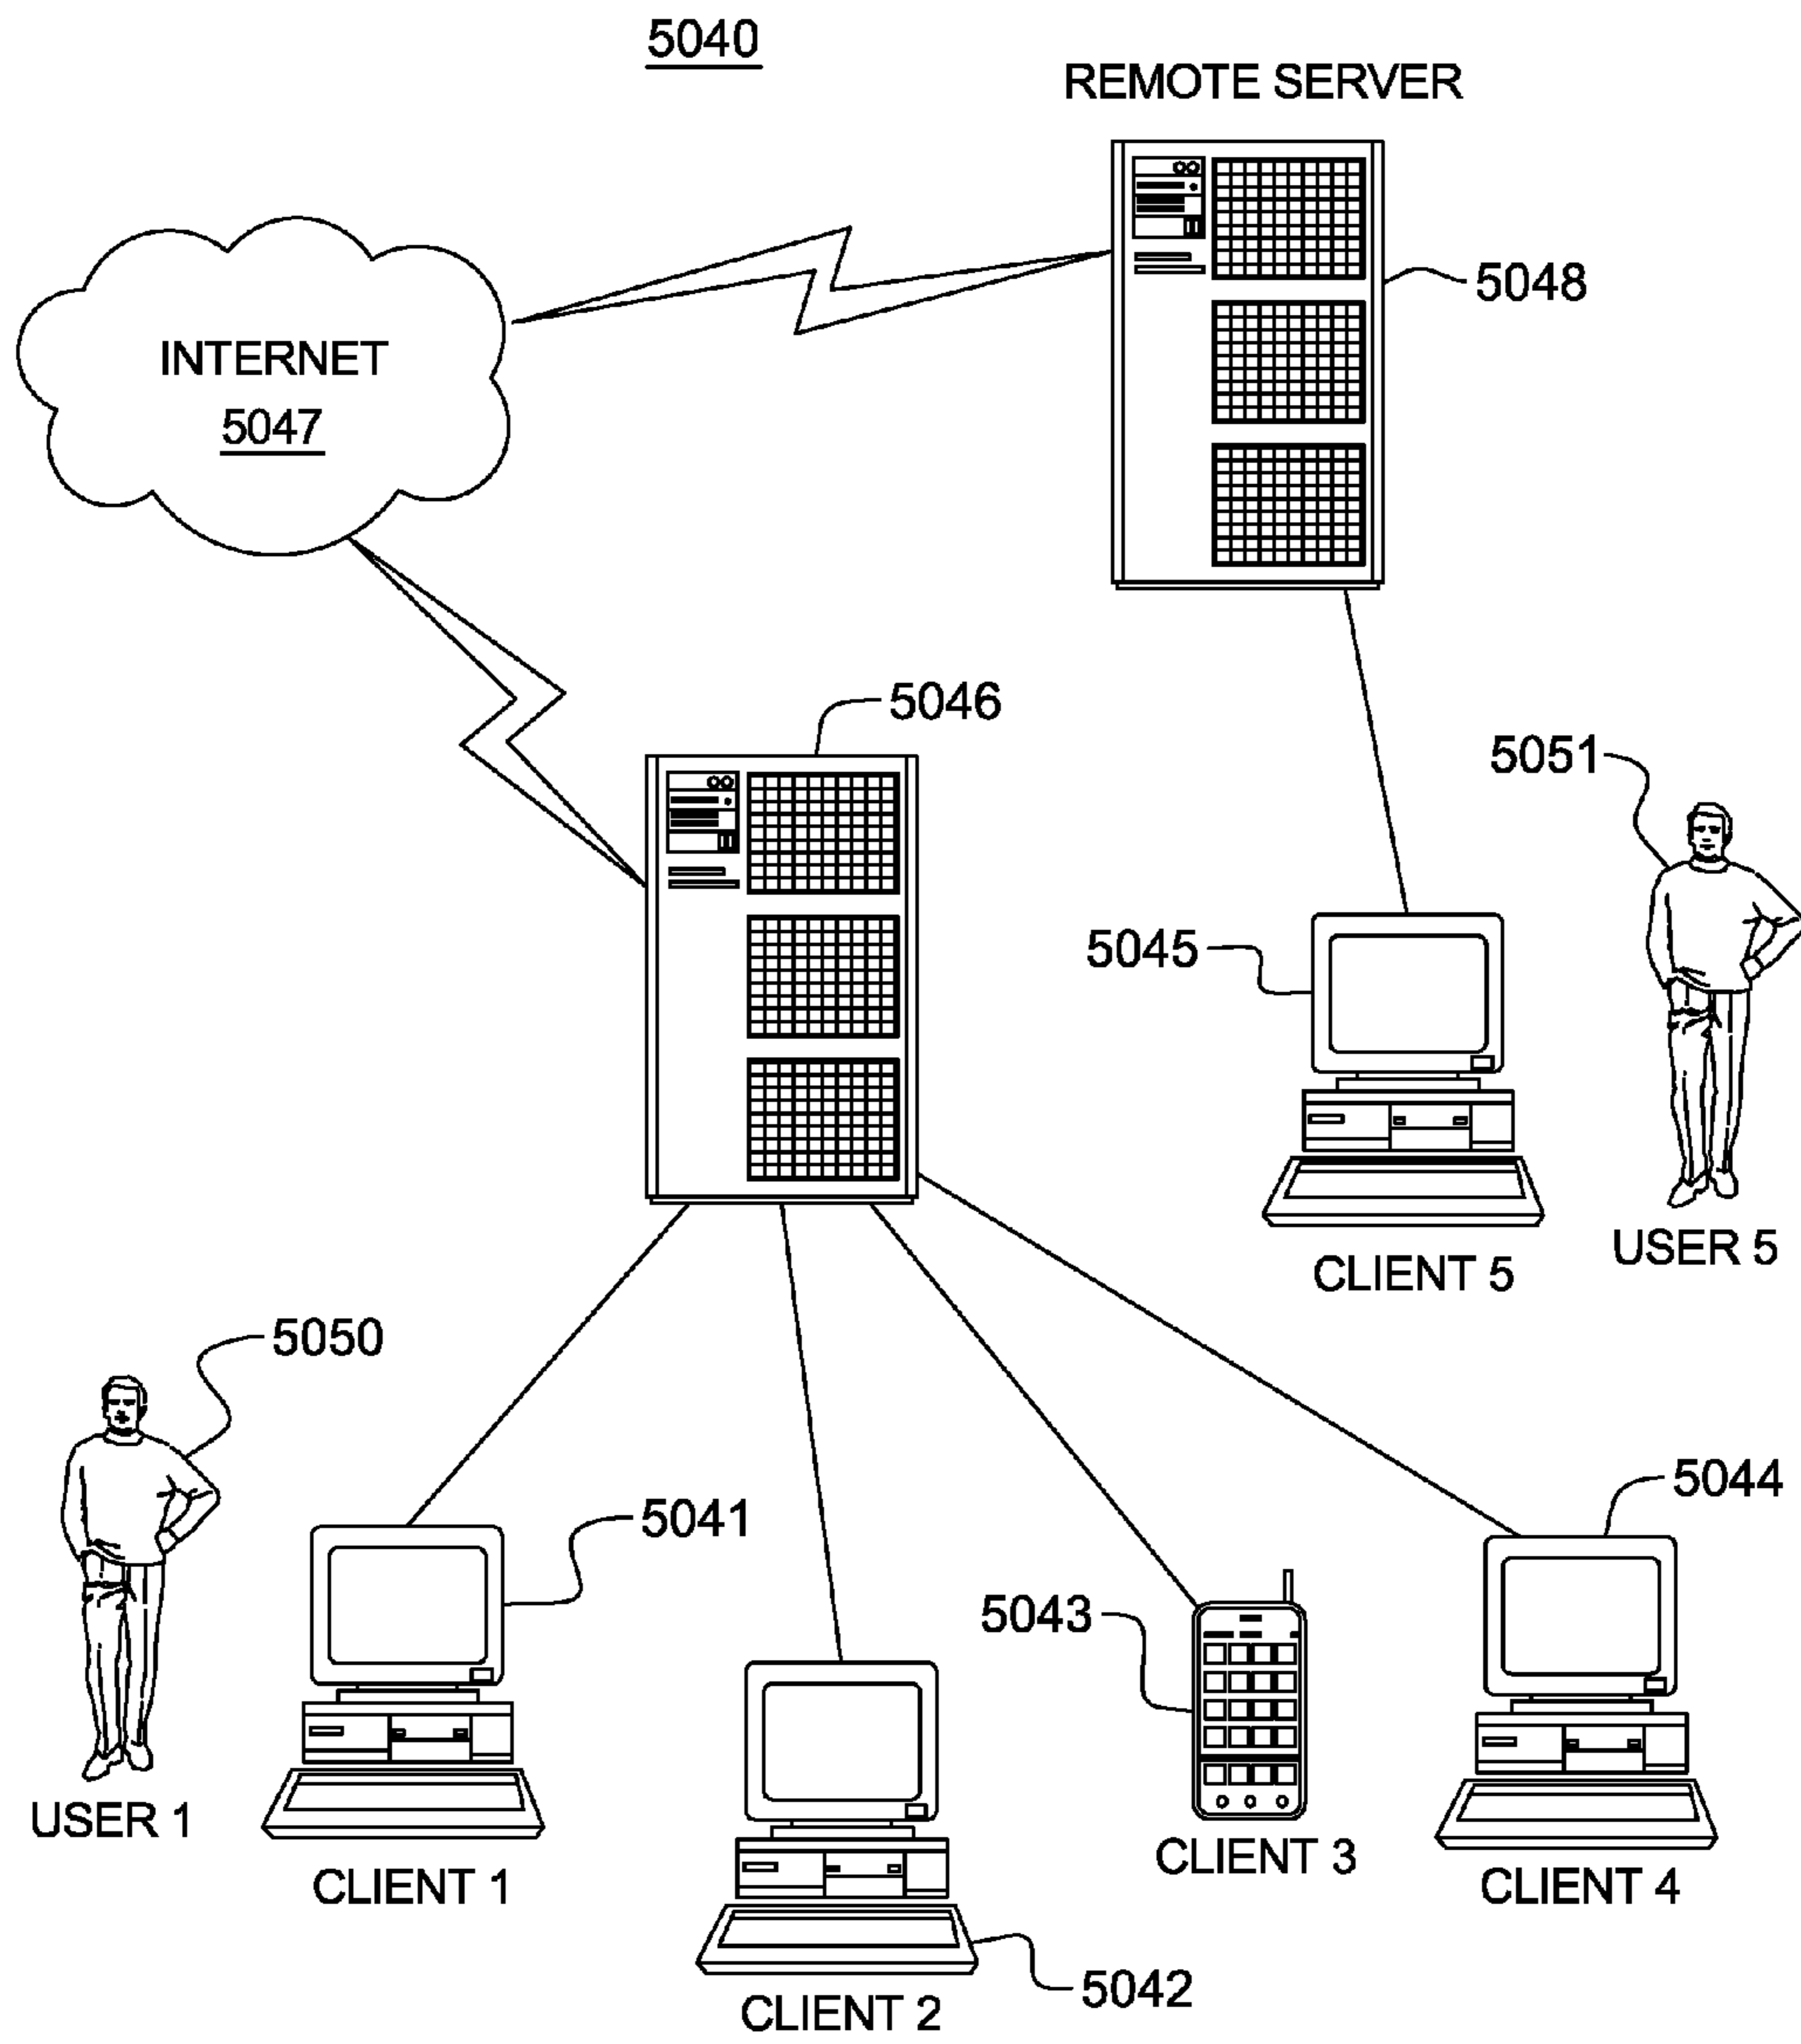 5040
REMOTE SERVER
5048
INTERNET
5047
5046
5051
5045
USER 5
CLIENT 5
5050
5044
5041
5043
USER 1
CLIENT 3
CLIENT 1
CLIENT 4
5042
CLIENT 2